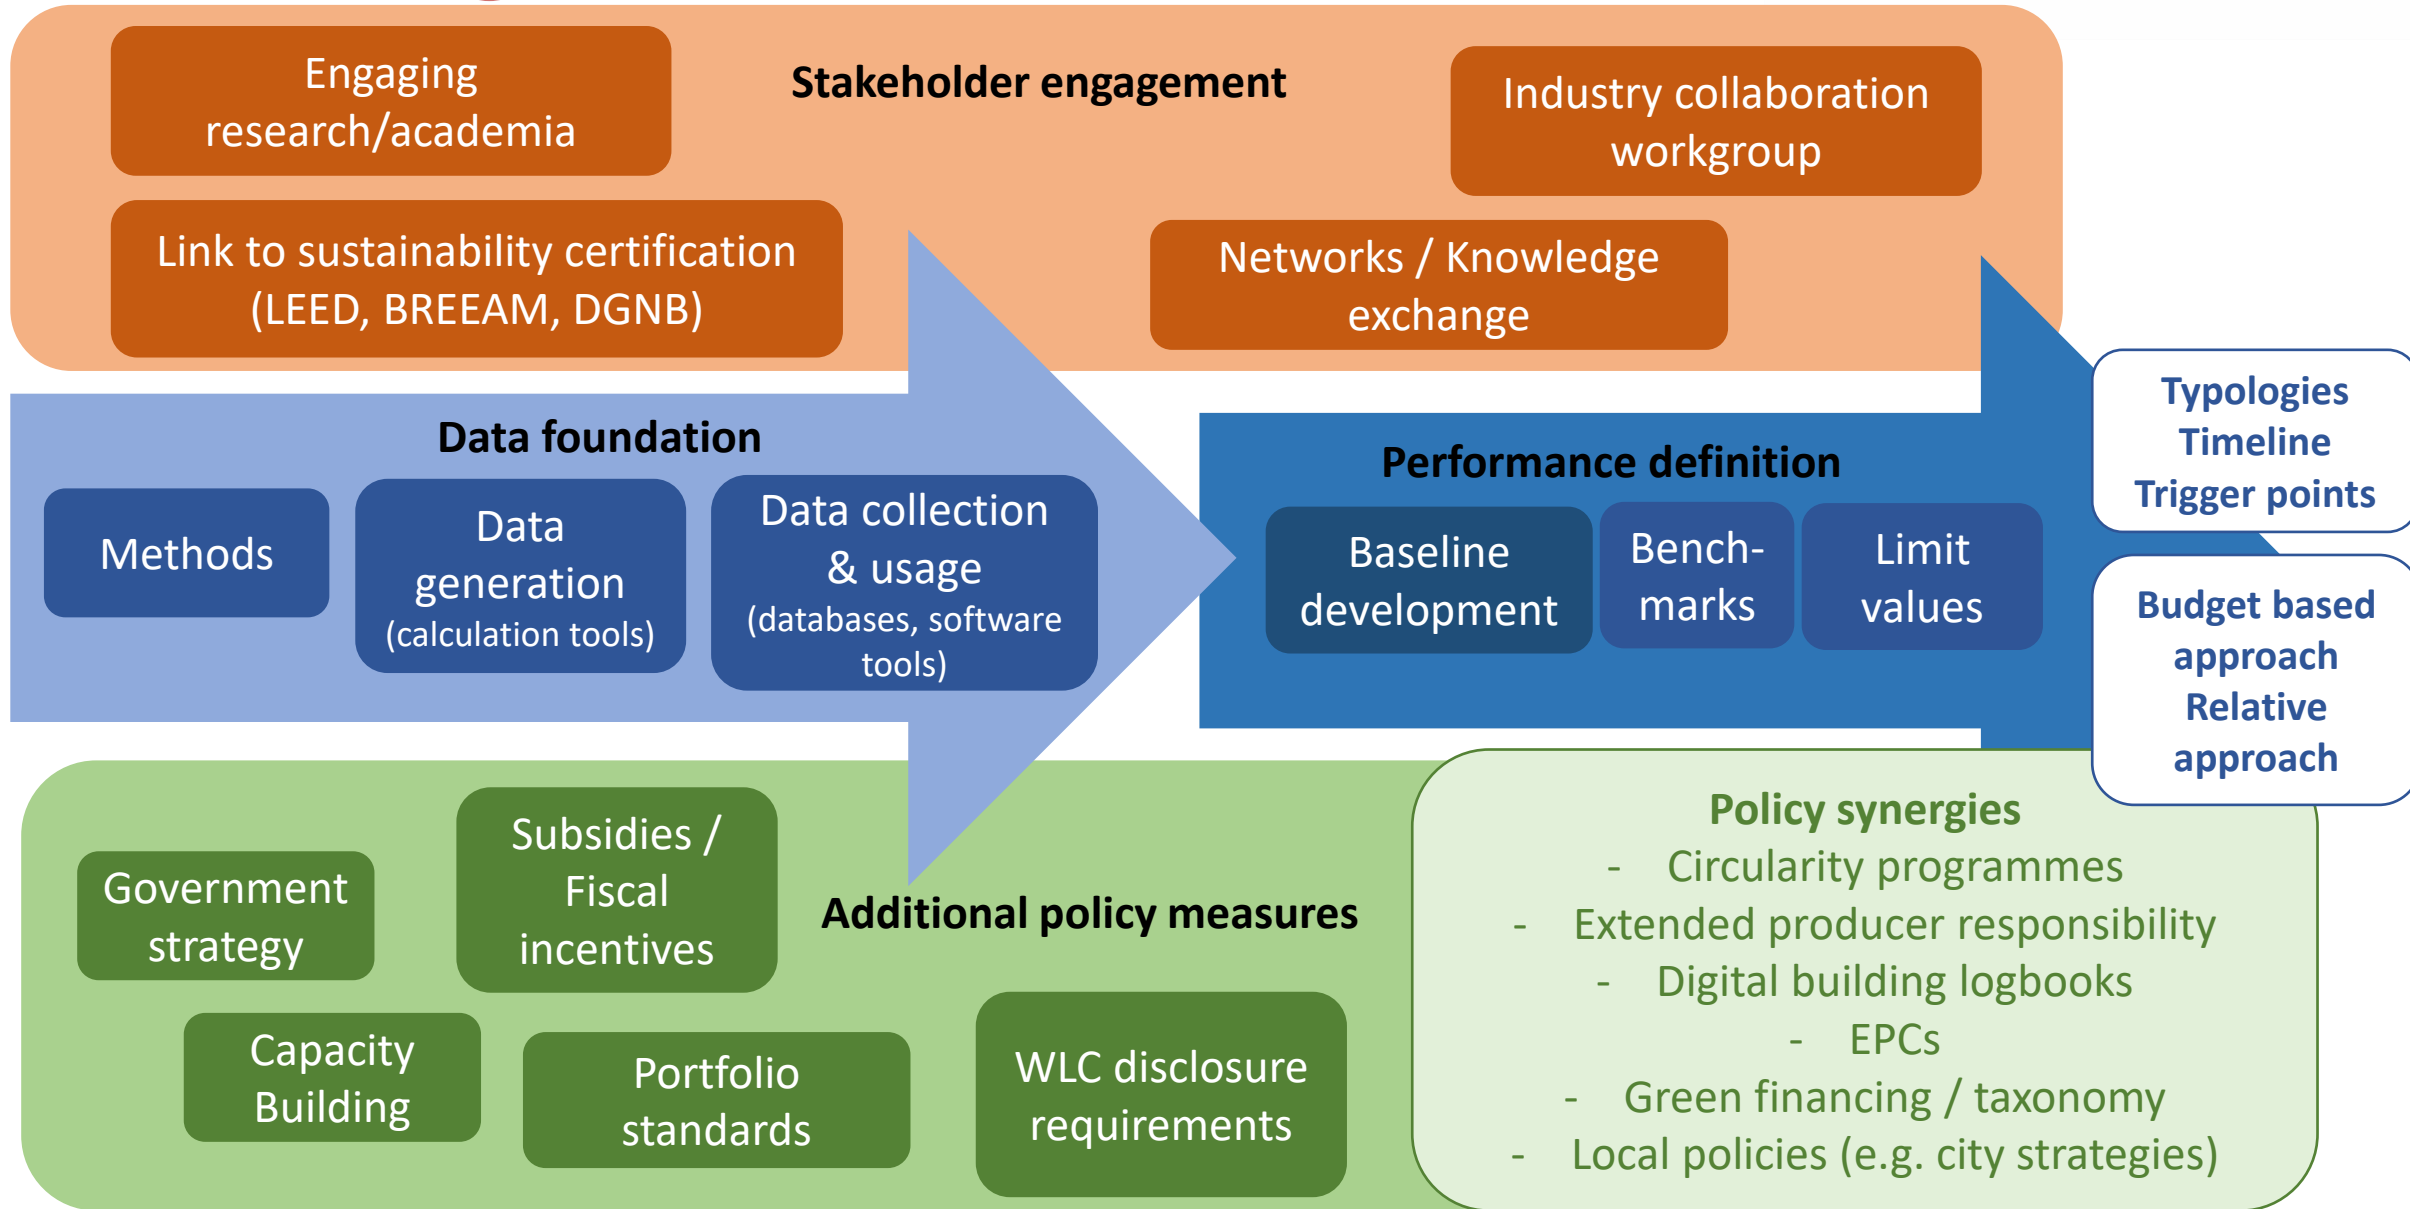 Engaging
research/academia
Stakeholder engagement
Industry collaboration
workgroup
Link to sustainability certification
(LEED, BREEAM, DGNB)
Networks / Knowledge
exchange
Data foundation
Methods
Data
generation
(calculation tools)
Data collection
& usage
(databases, software
tools)
Performance definition
Baseline
development
Bench-
marks
Limit
values
Typologies
Timeline
Trigger points
Budget based
approach
Relative
approach
Government
strategy
Subsidies /
Fiscal
incentives
Additional policy measures
Capacity
Building
Portfolio
standards
WLC disclosure
requirements
Policy synergies
- Circularity programmes
- Extended producer responsibility
- Digital building logbooks
- EPCs
- Green financing / taxonomy
- Local policies (e.g. city strategies)